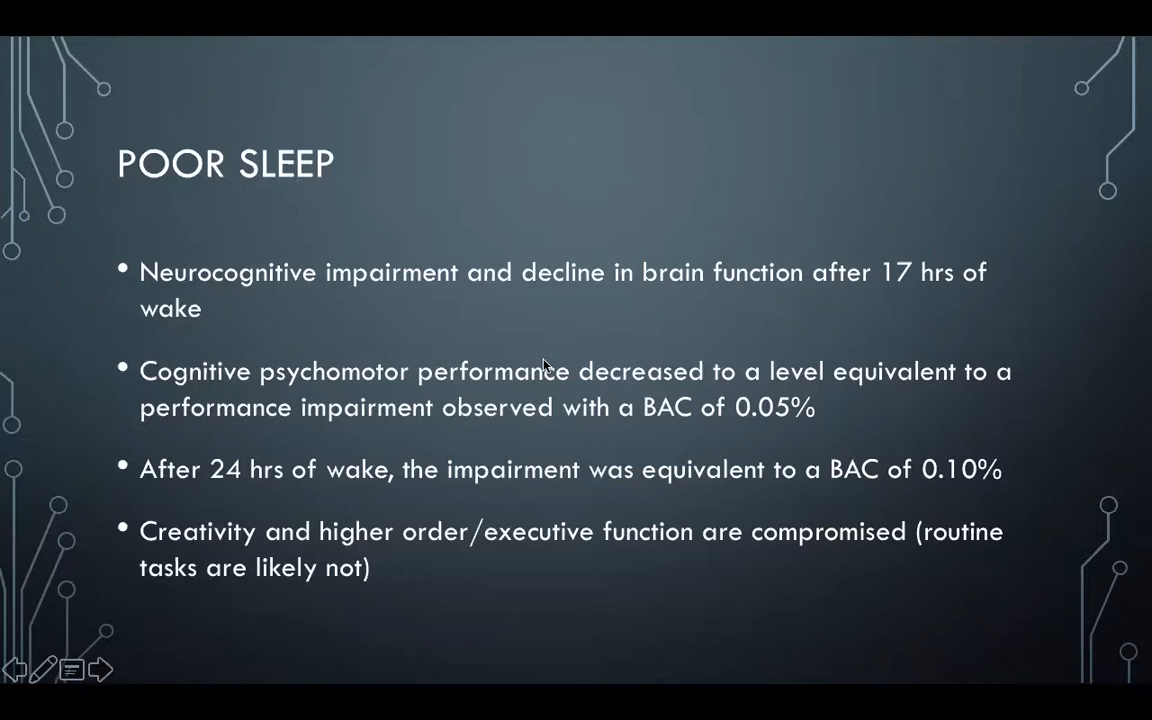 POOR SLEEP
• Neurocognitive impairment and decline in brain function after 17 hrs of
wake
• Cognitive psychomotor performance decreased to a level equivalent to a
performance impairment observed with a BAC of 0.05%
• After 24 hrs of wake, the impairment was equivalent to a BAC of 0.10%
• Creativity and higher order/executive function are compromised (routine
tasks are likely not)